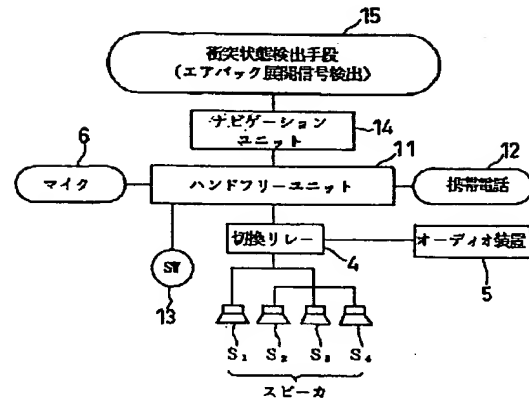 15
衝突状態検出手段
(エアバック展開信号検出)
ナビゲーション
ユニット
14
6
11
12
マイク
ハンドフリーユニット
携帯電話
切換リレー
オーディオ装置
SW
4
5
13
S₁ S₂ S₃ S₄
スピーカ